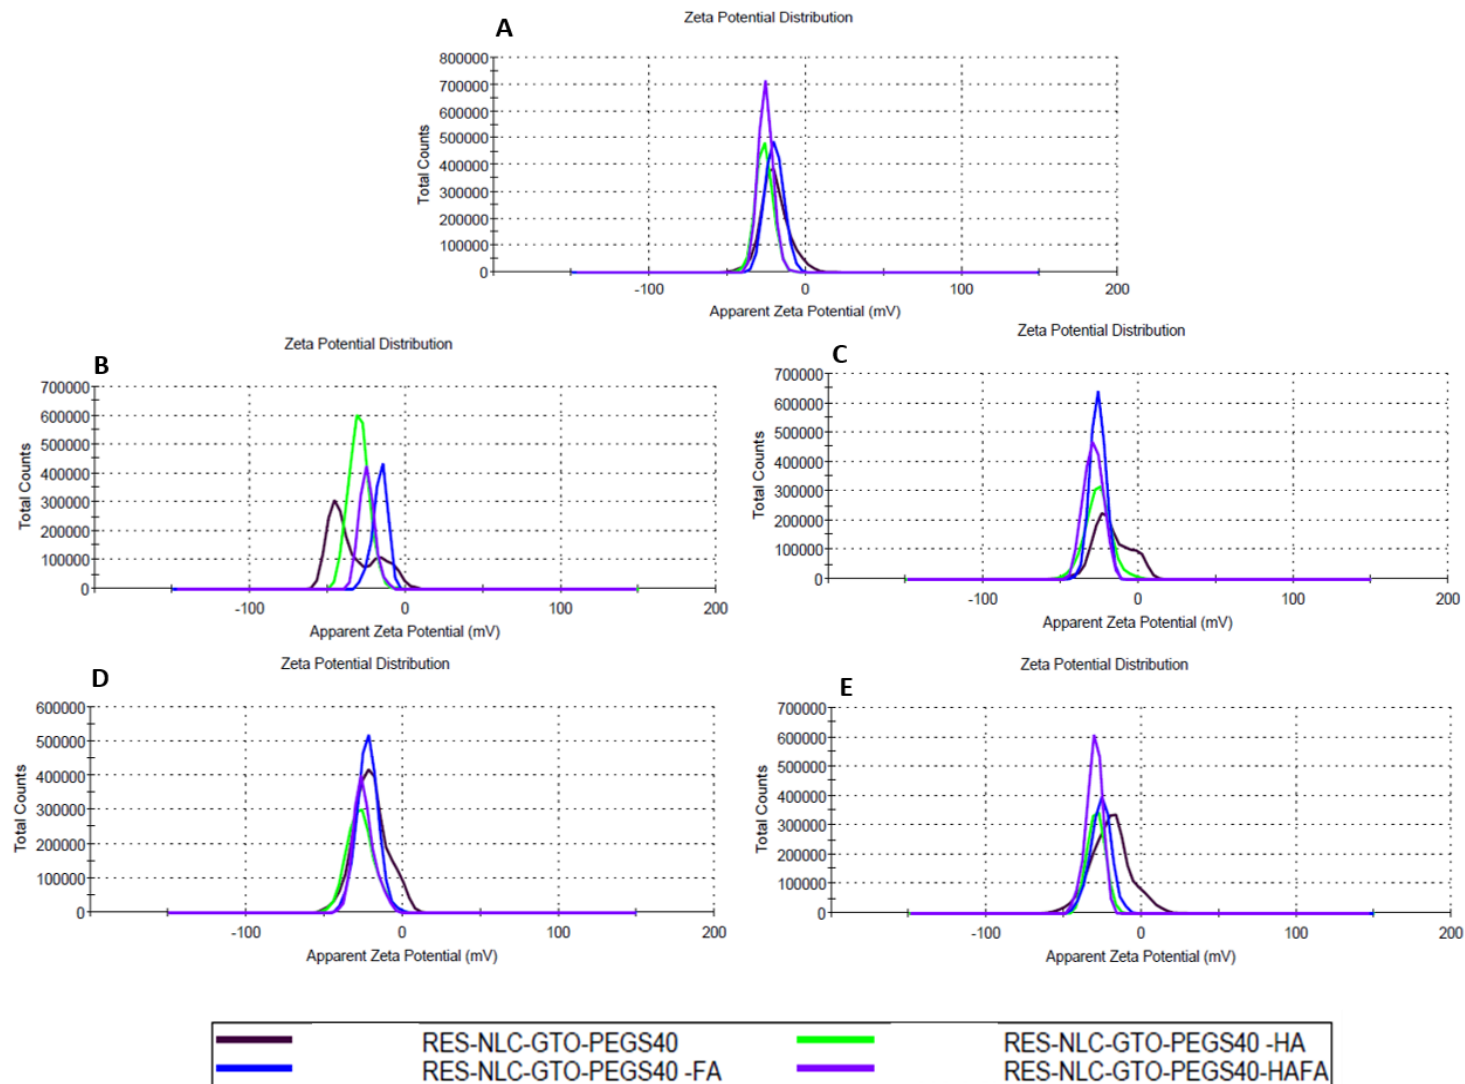 Zeta Potential Distribution
A
800000
700000
600000
500000
400000
300000
200000
100000
0
Total Counts
-100 0 100 200
Apparent Zeta Potential (mV)
Zeta Potential Distribution
B
700000
600000
500000
400000
300000
200000
100000
0
Total Counts
-100 0 100 200
Apparent Zeta Potential (mV)
Zeta Potential Distribution
C
700000
600000
500000
400000
300000
200000
100000
0
Total Counts
-100 0 100 200
Apparent Zeta Potential (mV)
Zeta Potential Distribution
D
600000
500000
400000
300000
200000
100000
0
Total Counts
-100 0 100 200
Apparent Zeta Potential (mV)
Zeta Potential Distribution
E
700000
600000
500000
400000
300000
200000
100000
0
Total Counts
-100 0 100 200
Apparent Zeta Potential (mV)
RES-NLC-GTO-PEGS40 RES-NLC-GTO-PEGS40 -HA
RES-NLC-GTO-PEGS40 -FA RES-NLC-GTO-PEGS40-HAFA